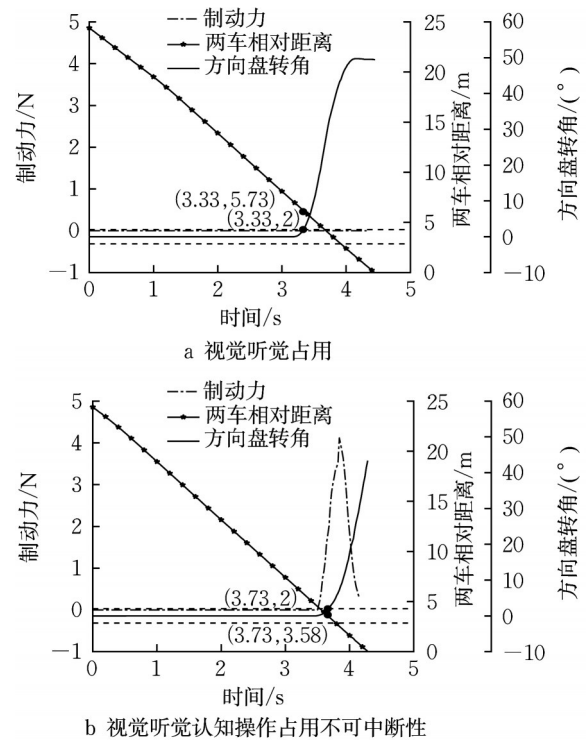 制动力
两车相对距离
方向盘转角
制动力/N
5
4
3
2
1
0
−1
(3.33,5.73)
(3.33,2)
25
20
15
10
5
0
两车相对距离/m
60
50
40
30
20
10
0
−10
方向盘转角/(°)
0 1 2 3 4 5
时间/s
a 视觉听觉占用
制动力
两车相对距离
方向盘转角
制动力/N
5
4
3
2
1
0
−1
(3.73,2)
(3.73,3.58)
25
20
15
10
5
0
两车相对距离/m
60
50
40
30
20
10
0
−10
方向盘转角/(°)
0 1 2 3 4 5
时间/s
b 视觉听觉认知操作占用不可中断性